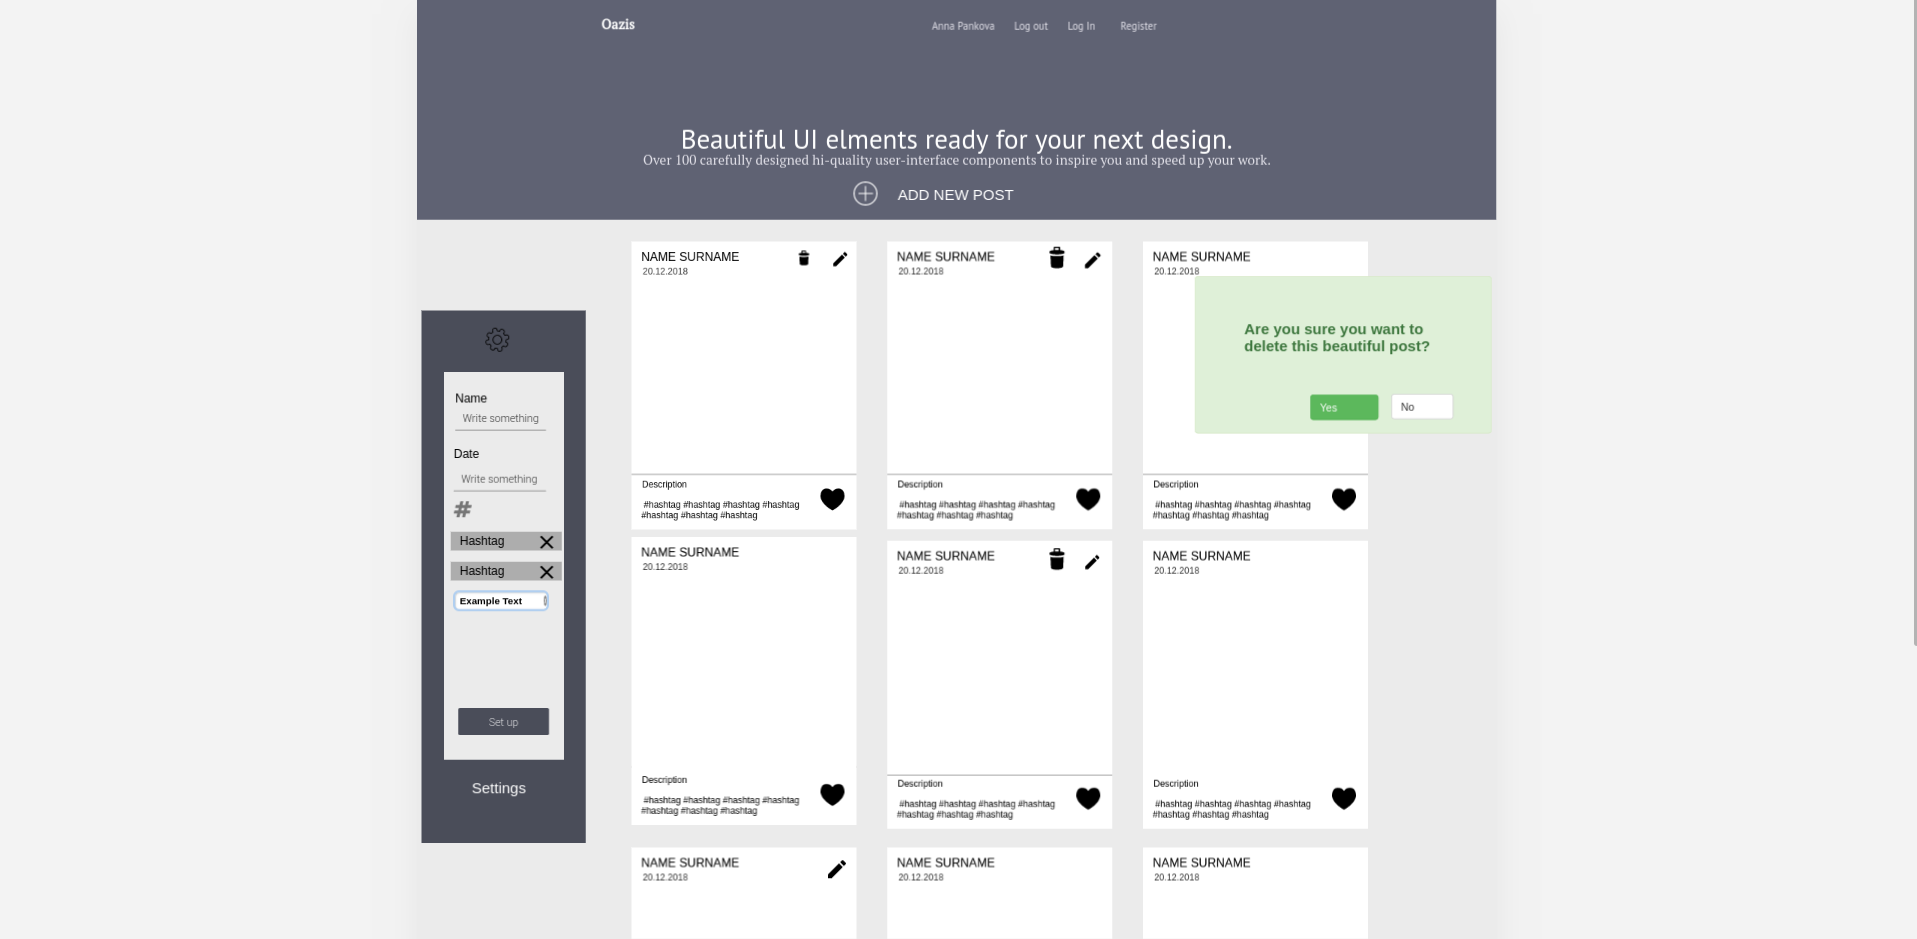 Oazis
Anna Pankova Log out Log In Register
Beautiful UI elments ready for your next design.
Over 100 carefully designed hi-quality user-interface components to inspire you and speed up your work.
ADD NEW POST
Name
Write something
Date
Write something
#
Hashtag
Hashtag
Example Text
Set up
Settings
NAME SURNAME
20.12.2018
Description
#hashtag #hashtag #hashtag #hashtag
#hashtag #hashtag #hashtag
NAME SURNAME
20.12.2018
Description
#hashtag #hashtag #hashtag #hashtag
#hashtag #hashtag #hashtag
NAME SURNAME
20.12.2018
Are you sure you want to
delete this beautiful post?
Yes
No
Description
#hashtag #hashtag #hashtag #hashtag
#hashtag #hashtag #hashtag
NAME SURNAME
20.12.2018
Description
#hashtag #hashtag #hashtag #hashtag
#hashtag #hashtag #hashtag
NAME SURNAME
20.12.2018
Description
#hashtag #hashtag #hashtag #hashtag
#hashtag #hashtag #hashtag
NAME SURNAME
20.12.2018
Description
#hashtag #hashtag #hashtag #hashtag
#hashtag #hashtag #hashtag
NAME SURNAME
20.12.2018
NAME SURNAME
20.12.2018
NAME SURNAME
20.12.2018